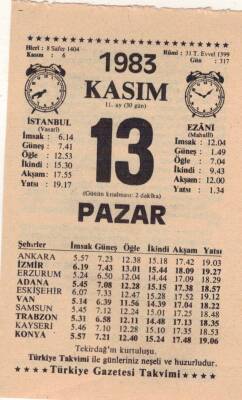 Hicri : 8 Safer 1404
Kasım : 6
Rûmi : 31 T. Evvel 1399
Gün : 317
1983
KASIM
11. ay (30 gün)
İSTANBUL
(Vasati)
İmsak : 6.14
Güneş : 7.41
Öğle : 12.53
İkindi : 15.30
Akşam : 17.55
Yatsı : 19.17
13
(Günün kısalması: 2 dakika)
EZÂNİ
(Mahalli)
İmsak : 12.04
Güneş : 1.49
Öğle : 7.04
İkindi : 9.43
Akşam : 12.00
Yatsı : 1.34
PAZAR
Şehirler İmsak Güneş Öğle İkindi Akşam Yatsı
ANKARA 5.57 7.23 12.38 15.18 17.42 19.03
İZMİR 6.19 7.43 13.01 15.44 18.09 19.27
ERZURUM 5.24 6.50 12.04 14.44 17.09 18.29
ADANA 5.45 7.08 12.28 15.15 17.38 18.57
ESKİŞEHİR 6.07 7.33 12.47 15.28 17.52 19.12
VAN 5.14 6.39 11.56 14.39 17.04 18.22
SAMSUN 5.45 7.12 12.24 15.01 17.25 18.48
TRABZON 5.31 6.58 12.11 14.48 17.13 18.35
KAYSERİ 5.46 7.10 12.28 15.10 17.35 18.53
KONYA 5.57 7.21 12.40 15.24 17.48 19.06
Tekirdağ'ın kurtuluşu.
Türkiye Takvimi ile günleriniz neşeli ve huzurludur.
★ Türkiye Gazetesi Takvimi ★